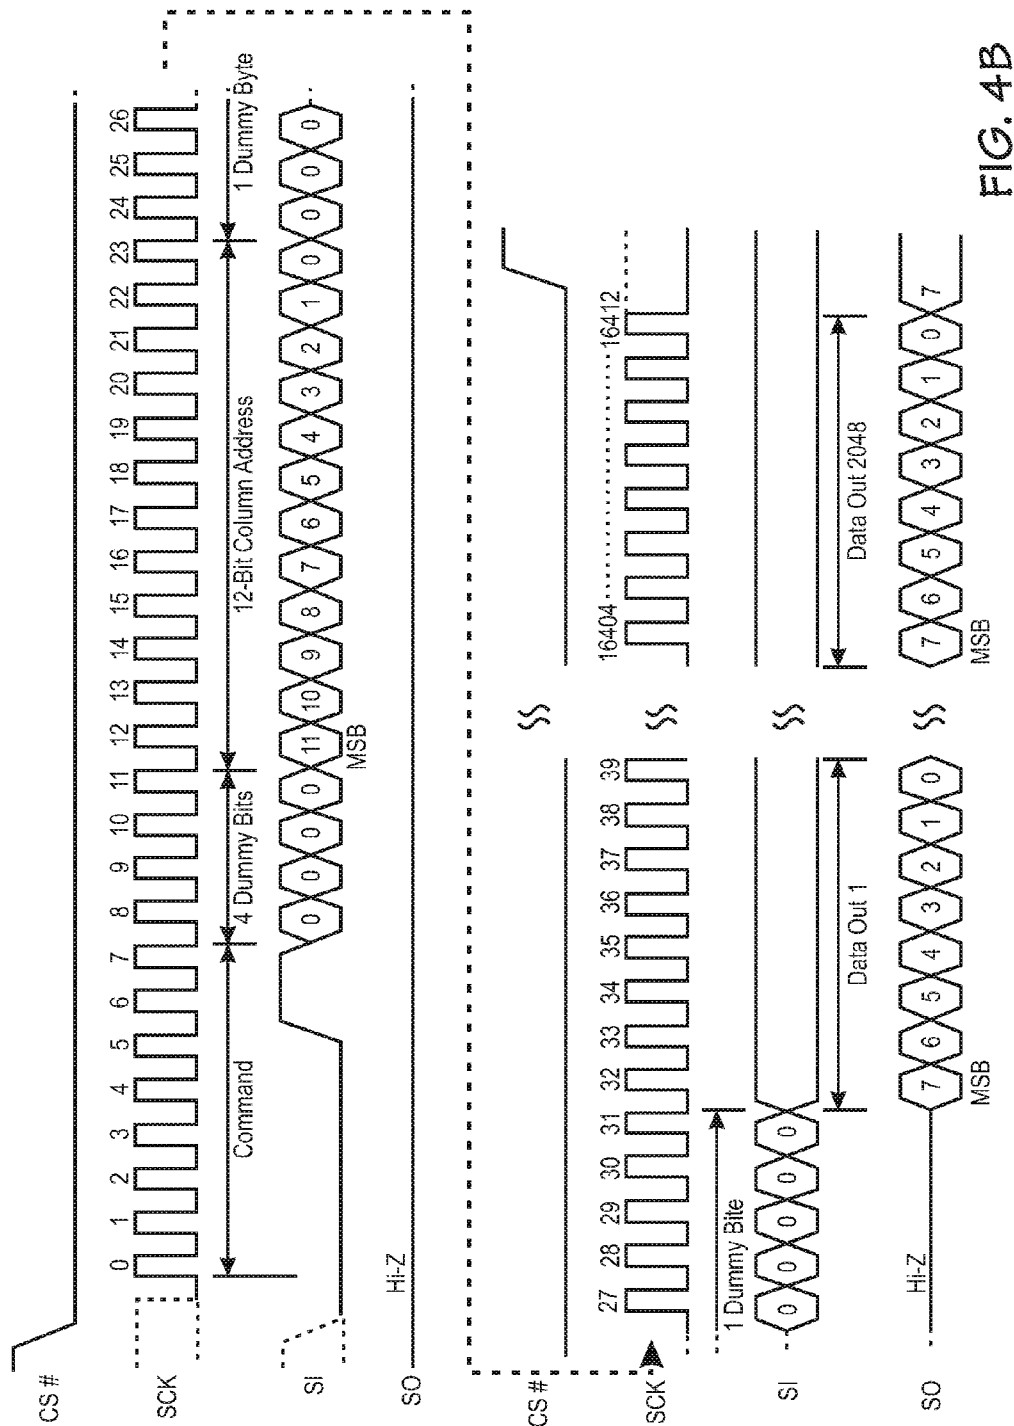 CS #
SCK
0 1 2 3 4 5 6 7 8 9 10 11 12 13 14 15 16 17 18 19 20 21 22 23 24 25 26
Command
4 Dummy Bits
12-Bit Column Address
1 Dummy Byte
SI
0 0 0 0 11 10 9 8 7 6 5 4 3 2 1 0 0 0 0
MSB
SO
Hi-Z
CS #
SCK
27 28 29 30 31 32 33 34 35 36 37 38 39
16404
16412
1 Dummy Bite
SI
0 0 0 0 0
Data Out 1
Data Out 2048
SO
Hi-Z
7 6 5 4 3 2 1 0
7 6 5 4 3 2 1 0 7
MSB
MSB
FIG. 4B